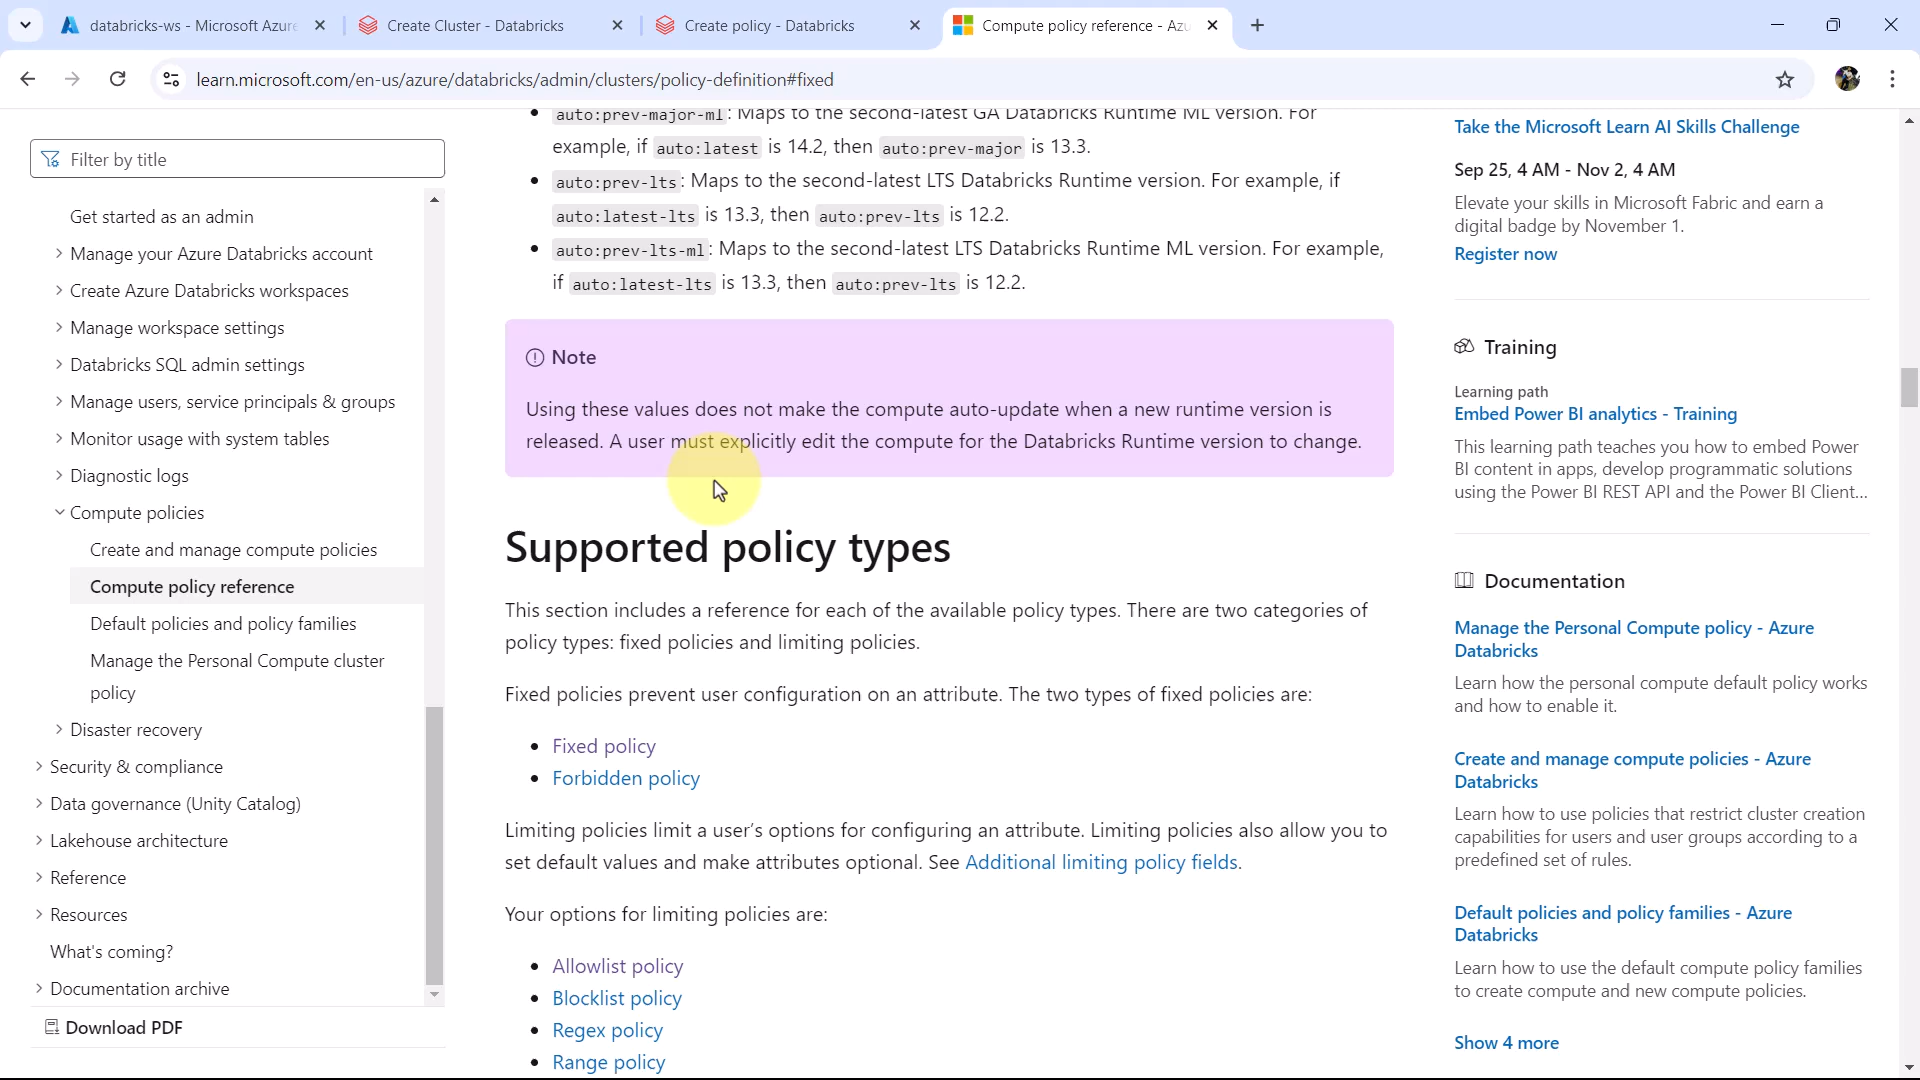 databricks-ws - Microsoft Azure
Create Cluster - Databricks
Create policy - Databricks
Compute policy reference - Azu
learn.microsoft.com/en-us/azure/databricks/admin/clusters/policy-definition#fixed
Filter by title
Get started as an admin
Manage your Azure Databricks account
Create Azure Databricks workspaces
Manage workspace settings
Databricks SQL admin settings
Manage users, service principals & groups
Monitor usage with system tables
Diagnostic logs
Compute policies
Create and manage compute policies
Compute policy reference
Default policies and policy families
Manage the Personal Compute cluster
policy
Disaster recovery
Security & compliance
Data governance (Unity Catalog)
Lakehouse architecture
Reference
Resources
What's coming?
Documentation archive
Download PDF
auto:prev-major-ml: Maps to the second-latest GA Databricks Runtime ML version. For
example, if auto:latest is 14.2, then auto:prev-major is 13.3.
auto:prev-lts: Maps to the second-latest LTS Databricks Runtime version. For example, if
auto:latest-lts is 13.3, then auto:prev-lts is 12.2.
auto:prev-lts-ml: Maps to the second-latest LTS Databricks Runtime ML version. For example,
if auto:latest-lts is 13.3, then auto:prev-lts is 12.2.
Note
Using these values does not make the compute auto-update when a new runtime version is
released. A user must explicitly edit the compute for the Databricks Runtime version to change.
Supported policy types
This section includes a reference for each of the available policy types. There are two categories of
policy types: fixed policies and limiting policies.
Fixed policies prevent user configuration on an attribute. The two types of fixed policies are:
Fixed policy
Forbidden policy
Limiting policies limit a user's options for configuring an attribute. Limiting policies also allow you to
set default values and make attributes optional. See Additional limiting policy fields.
Your options for limiting policies are:
Allowlist policy
Blocklist policy
Regex policy
Range policy
Take the Microsoft Learn AI Skills Challenge
Sep 25, 4 AM - Nov 2, 4 AM
Elevate your skills in Microsoft Fabric and earn a
digital badge by November 1.
Register now
Training
Learning path
Embed Power BI analytics - Training
This learning path teaches you how to embed Power
BI content in apps, develop programmatic solutions
using the Power BI REST API and the Power BI Client...
Documentation
Manage the Personal Compute policy - Azure
Databricks
Learn how the personal compute default policy works
and how to enable it.
Create and manage compute policies - Azure
Databricks
Learn how to use policies that restrict cluster creation
capabilities for users and user groups according to a
predefined set of rules.
Default policies and policy families - Azure
Databricks
Learn how to use the default compute policy families
to create compute and new compute policies.
Show 4 more